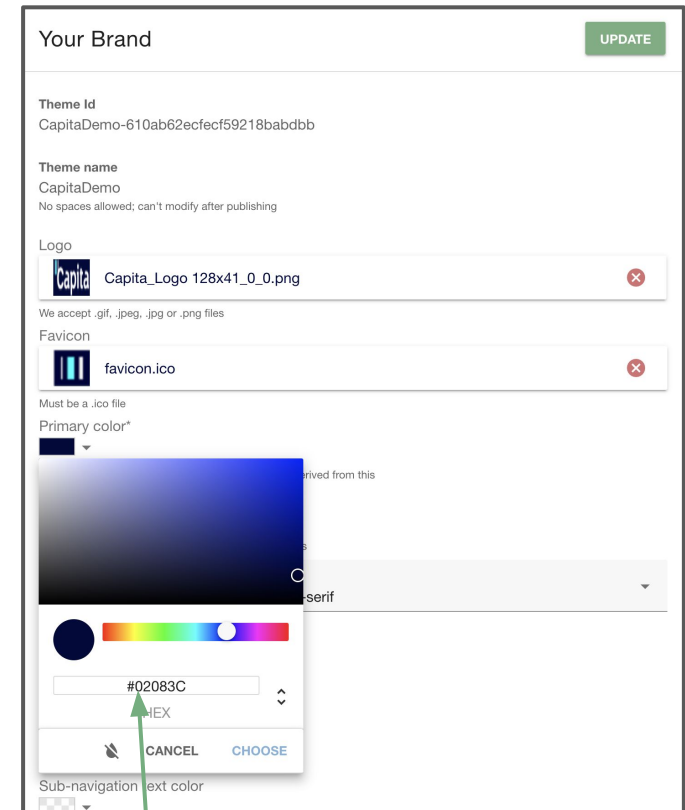 Your Brand
UPDATE
Theme Id
CapitaDemo-610ab62ecfecf59218babdbb
Theme name
CapitaDemo
No spaces allowed; can't modify after publishing
Logo
Capita
Capita_Logo 128x41_0_0.png
We accept .gif, .jpeg, .jpg or .png files
Favicon
favicon.ico
Must be a .ico file
Primary color*
from this
-serif
#02083C
HEX
CANCEL
CHOOSE
Sub-navigation text color